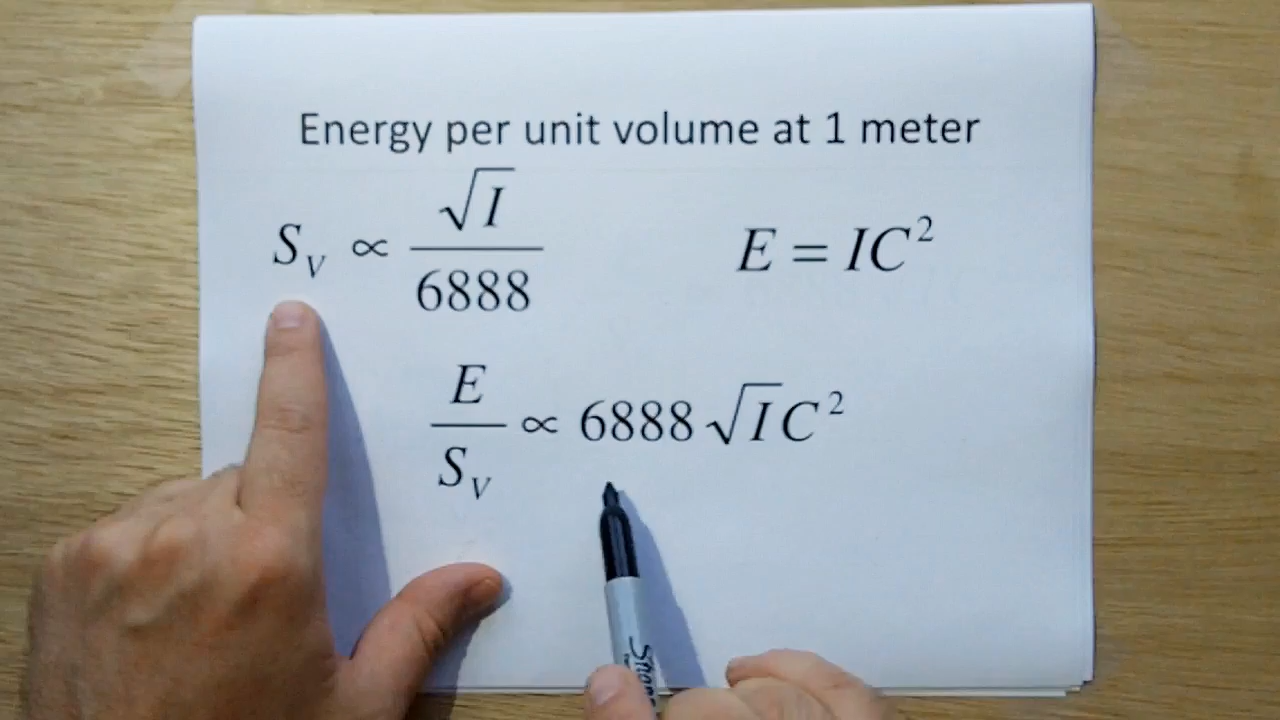 Energy per unit volume at 1 meter
S_V ∝ √I / 6888
E = IC²
E / S_V ∝ 6888 √I C²